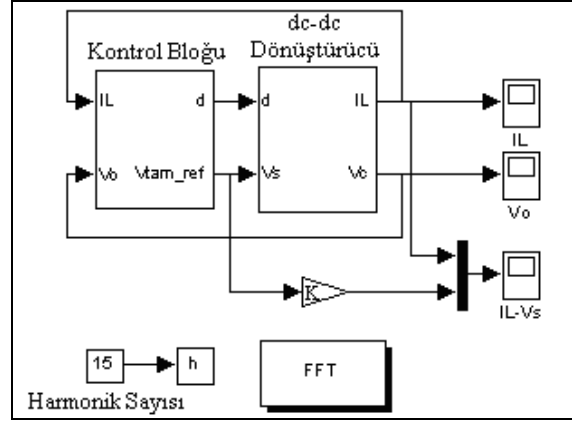 dc-dc
Kontrol Bloğu Dönüştürücü
IL d d IL
IL
Vo Vtam_ref Vs Vc
Vo
K
IL-Vs
15 h FFT
Harmonik Sayısı